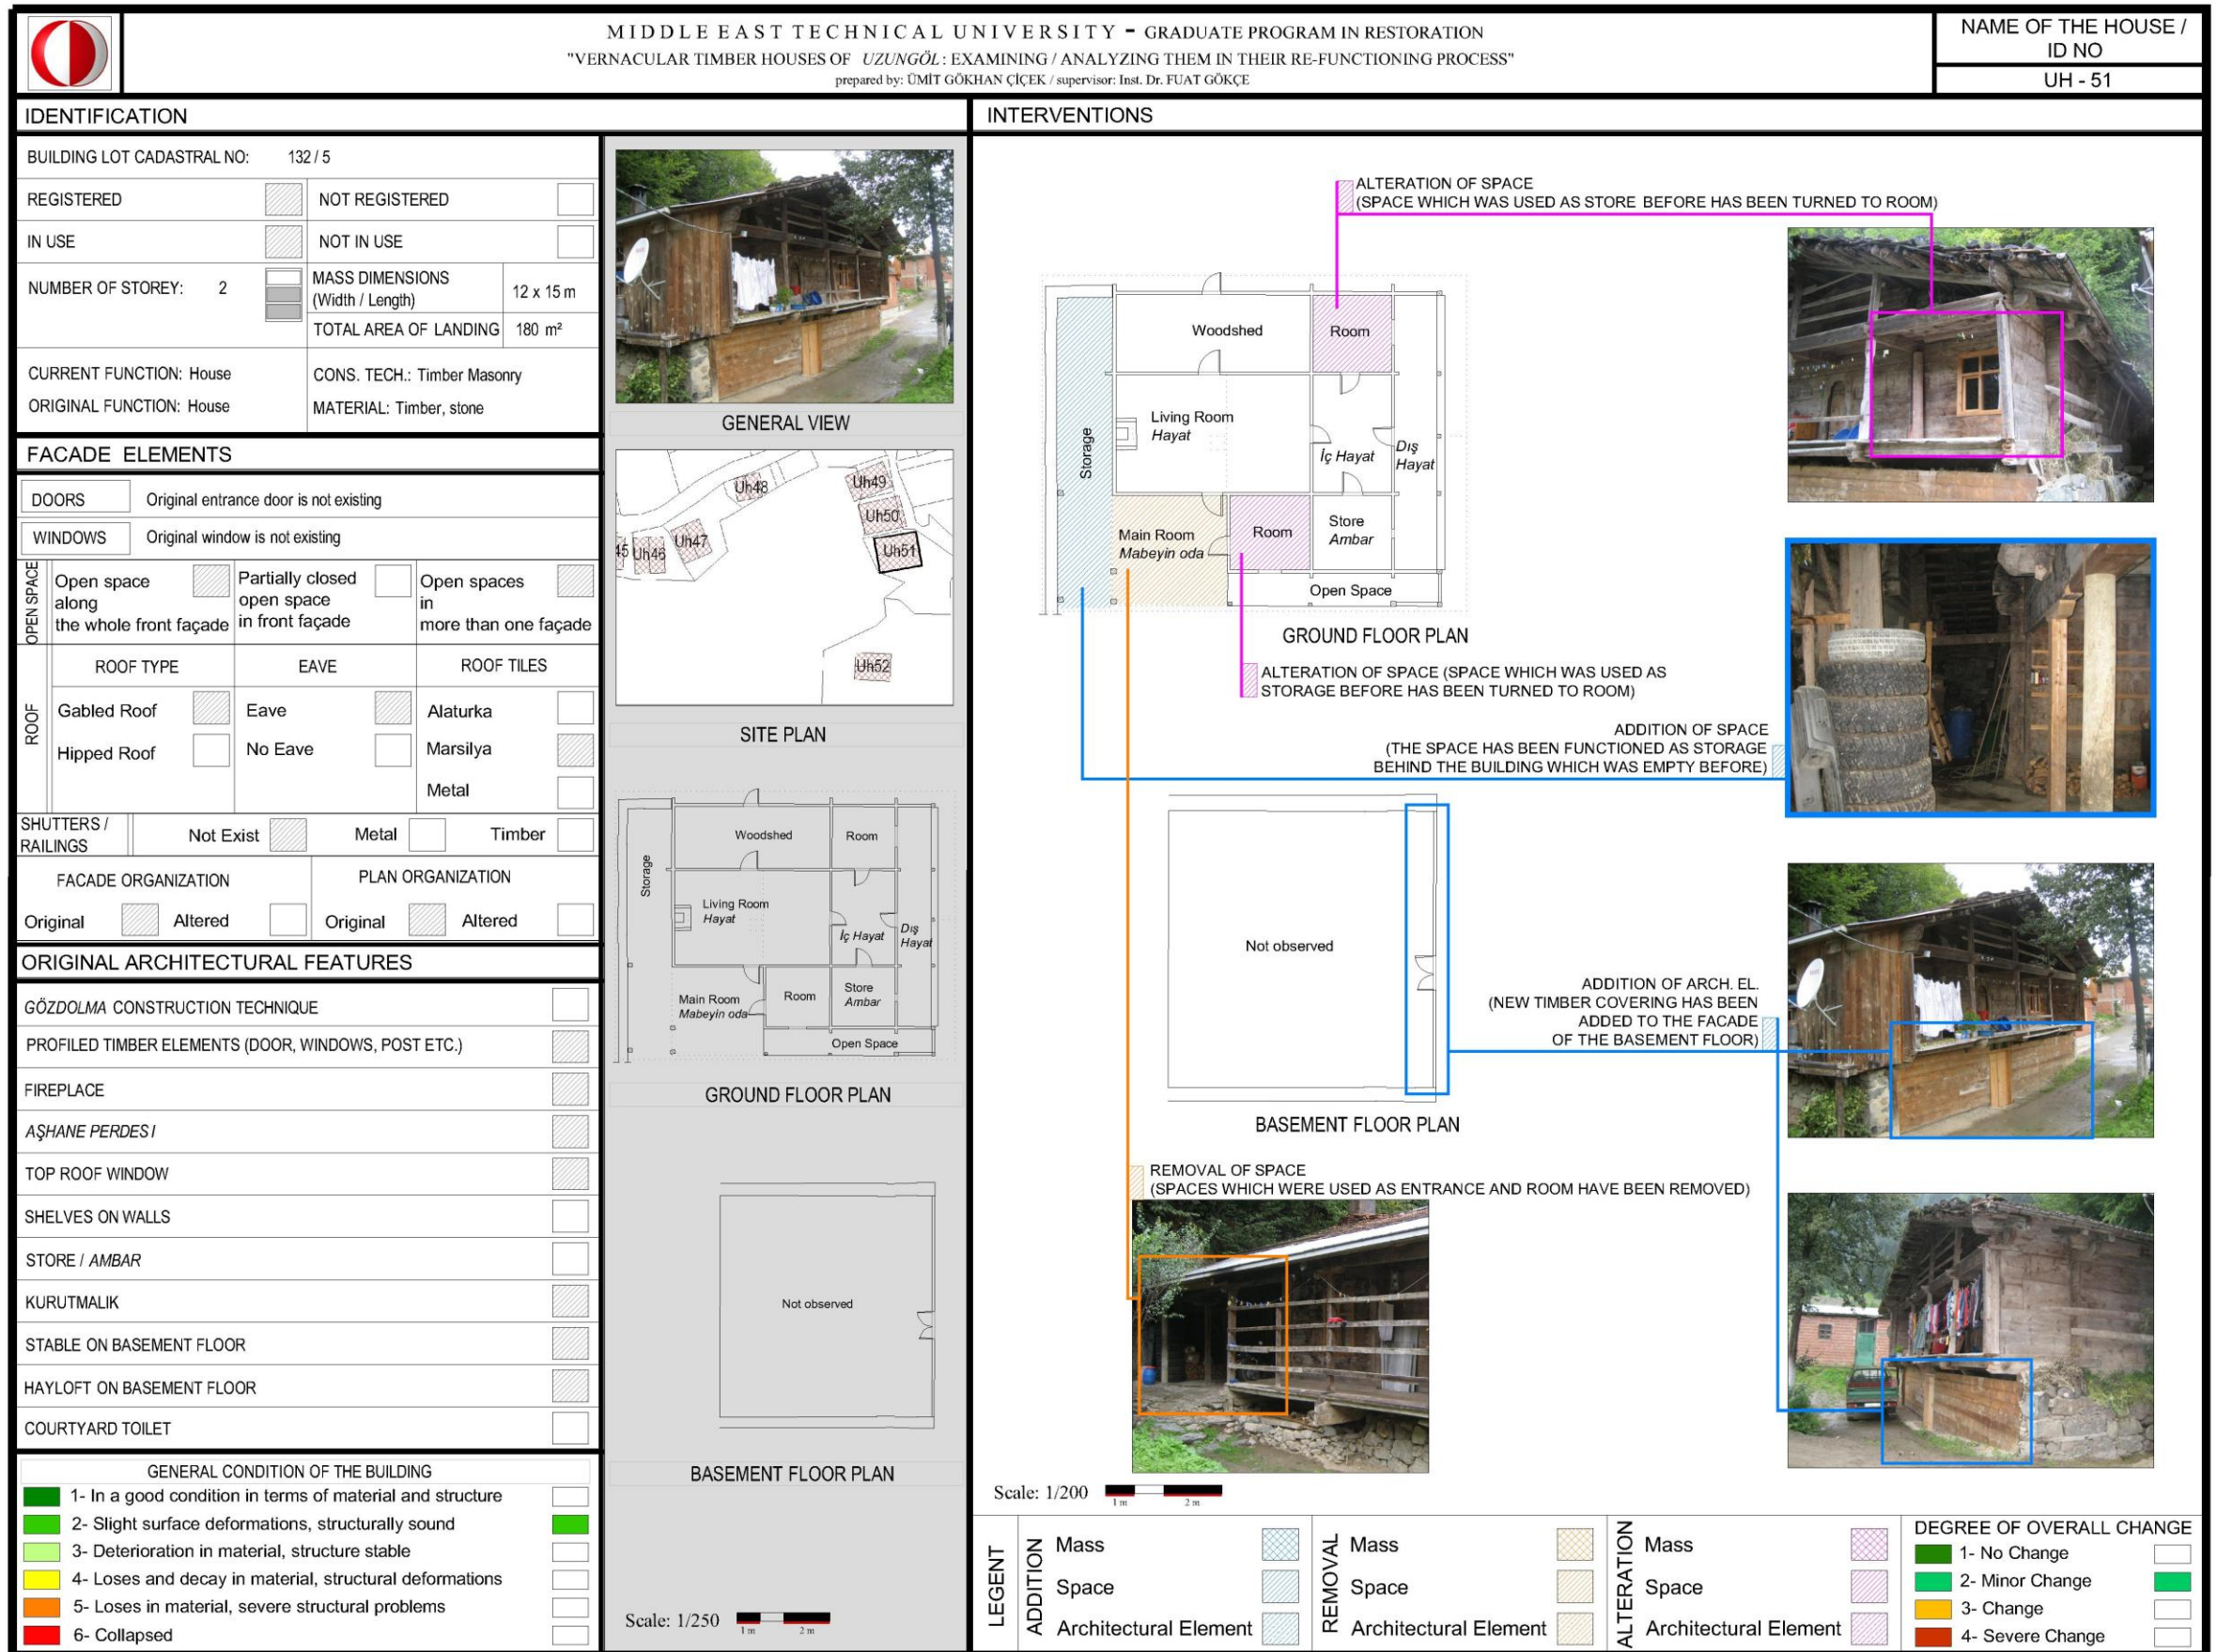 MIDDLE EAST TECHNICAL UNIVERSITY - GRADUATE PROGRAM IN RESTORATION
"VERNACULAR TIMBER HOUSES OF UZUNGÖL: EXAMINING / ANALYZING THEM IN THEIR RE-FUNCTIONING PROCESS"
prepared by: ÜMİT GÖKHAN ÇİÇEK / supervisor: Inst. Dr. FUAT GÖKÇE
NAME OF THE HOUSE /
ID NO
UH - 51
IDENTIFICATION
BUILDING LOT CADASTRAL NO: 132 / 5
REGISTERED NOT REGISTERED
IN USE NOT IN USE
NUMBER OF STOREY: 2
MASS DIMENSIONS
(Width / Length) 12 x 15 m
TOTAL AREA OF LANDING 180 m²
CURRENT FUNCTION: House
ORIGINAL FUNCTION: House
CONS. TECH.: Timber Masonry
MATERIAL: Timber, stone
FACADE ELEMENTS
DOORS Original entrance door is not existing
WINDOWS Original window is not existing
OPEN SPACE
Open space
along
the whole front façade
Partially closed
open space
in front façade
Open spaces
in
more than one façade
ROOF
ROOF TYPE EAVE ROOF TILES
Gabled Roof Eave Alaturka
Hipped Roof No Eave Marsilya
Metal
SHUTTERS /
RAILINGS
Not Exist Metal Timber
FACADE ORGANIZATION PLAN ORGANIZATION
Original Altered Original Altered
ORIGINAL ARCHITECTURAL FEATURES
GÖZDOLMA CONSTRUCTION TECHNIQUE
PROFILED TIMBER ELEMENTS (DOOR, WINDOWS, POST ETC.)
FIREPLACE
AŞHANE PERDESI
TOP ROOF WINDOW
SHELVES ON WALLS
STORE / AMBAR
KURUTMALIK
STABLE ON BASEMENT FLOOR
HAYLOFT ON BASEMENT FLOOR
COURTYARD TOILET
GENERAL CONDITION OF THE BUILDING
1- In a good condition in terms of material and structure
2- Slight surface deformations, structurally sound
3- Deterioration in material, structure stable
4- Loses and decay in material, structural deformations
5- Loses in material, severe structural problems
6- Collapsed
GENERAL VIEW
Uh48
Uh49
Uh50
Uh51
Uh47
Uh46
45
Uh52
SITE PLAN
Woodshed
Room
Storage
Living Room
Hayat
İç Hayat
Dış
Hayat
Main Room
Mabeyin oda
Room
Store
Ambar
Open Space
GROUND FLOOR PLAN
Not observed
BASEMENT FLOOR PLAN
Scale: 1/250
1 m 2 m
INTERVENTIONS
ALTERATION OF SPACE
(SPACE WHICH WAS USED AS STORE BEFORE HAS BEEN TURNED TO ROOM)
Woodshed
Room
Storage
Living Room
Hayat
İç Hayat
Dış
Hayat
Main Room
Mabeyin oda
Room
Store
Ambar
Open Space
GROUND FLOOR PLAN
ALTERATION OF SPACE (SPACE WHICH WAS USED AS
STORAGE BEFORE HAS BEEN TURNED TO ROOM)
ADDITION OF SPACE
(THE SPACE HAS BEEN FUNCTIONED AS STORAGE
BEHIND THE BUILDING WHICH WAS EMPTY BEFORE)
Not observed
BASEMENT FLOOR PLAN
ADDITION OF ARCH. EL.
(NEW TIMBER COVERING HAS BEEN
ADDED TO THE FACADE
OF THE BASEMENT FLOOR)
REMOVAL OF SPACE
(SPACES WHICH WERE USED AS ENTRANCE AND ROOM HAVE BEEN REMOVED)
Scale: 1/200
1 m 2 m
LEGENT
ADDITION
Mass
Space
Architectural Element
REMOVAL
Mass
Space
Architectural Element
ALTERATION
Mass
Space
Architectural Element
DEGREE OF OVERALL CHANGE
1- No Change
2- Minor Change
3- Change
4- Severe Change